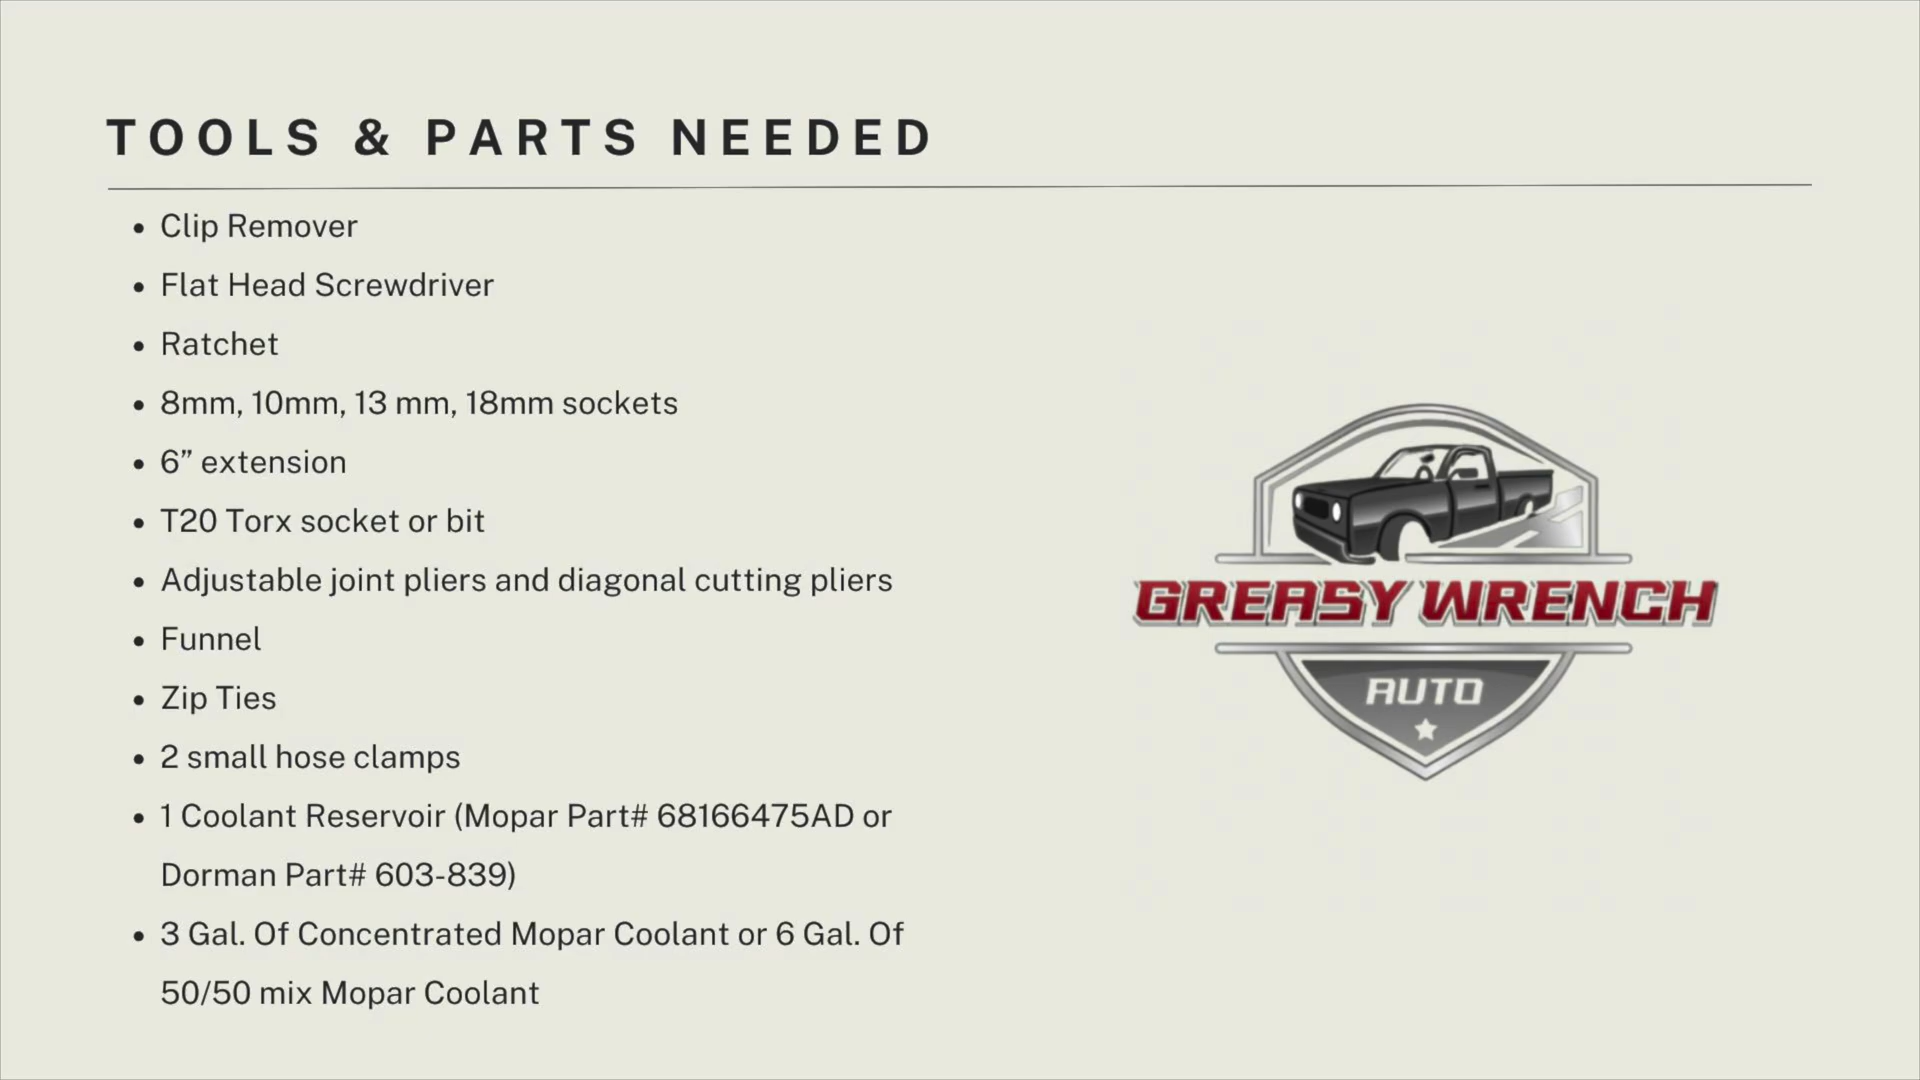 TOOLS & PARTS NEEDED
• Clip Remover
• Flat Head Screwdriver
• Ratchet
• 8mm, 10mm, 13 mm, 18mm sockets
• 6” extension
• T20 Torx socket or bit
• Adjustable joint pliers and diagonal cutting pliers
• Funnel
• Zip Ties
• 2 small hose clamps
• 1 Coolant Reservoir (Mopar Part# 68166475AD or
Dorman Part# 603-839)
• 3 Gal. Of Concentrated Mopar Coolant or 6 Gal. Of
50/50 mix Mopar Coolant
GREASY WRENCH
AUTO